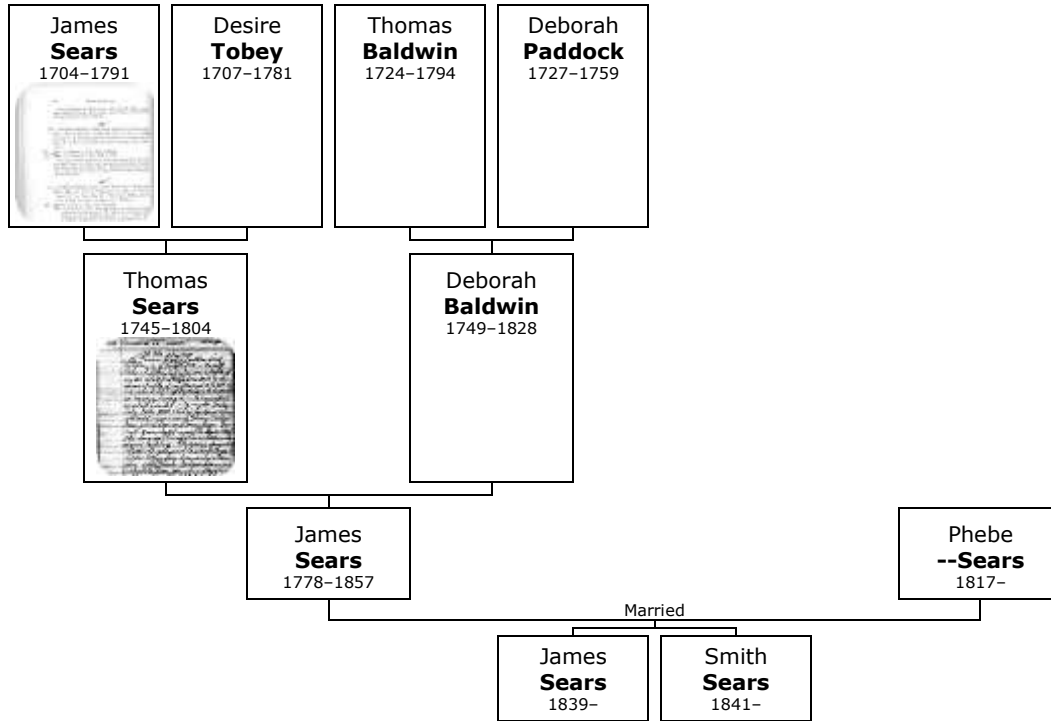 James
Sears
1704–1791
Desire
Tobey
1707–1781
Thomas
Baldwin
1724–1794
Deborah
Paddock
1727–1759
Thomas
Sears
1745–1804
Deborah
Baldwin
1749–1828
James
Sears
1778–1857
Phebe
--Sears
1817–
Married
James
Sears
1839–
Smith
Sears
1841–